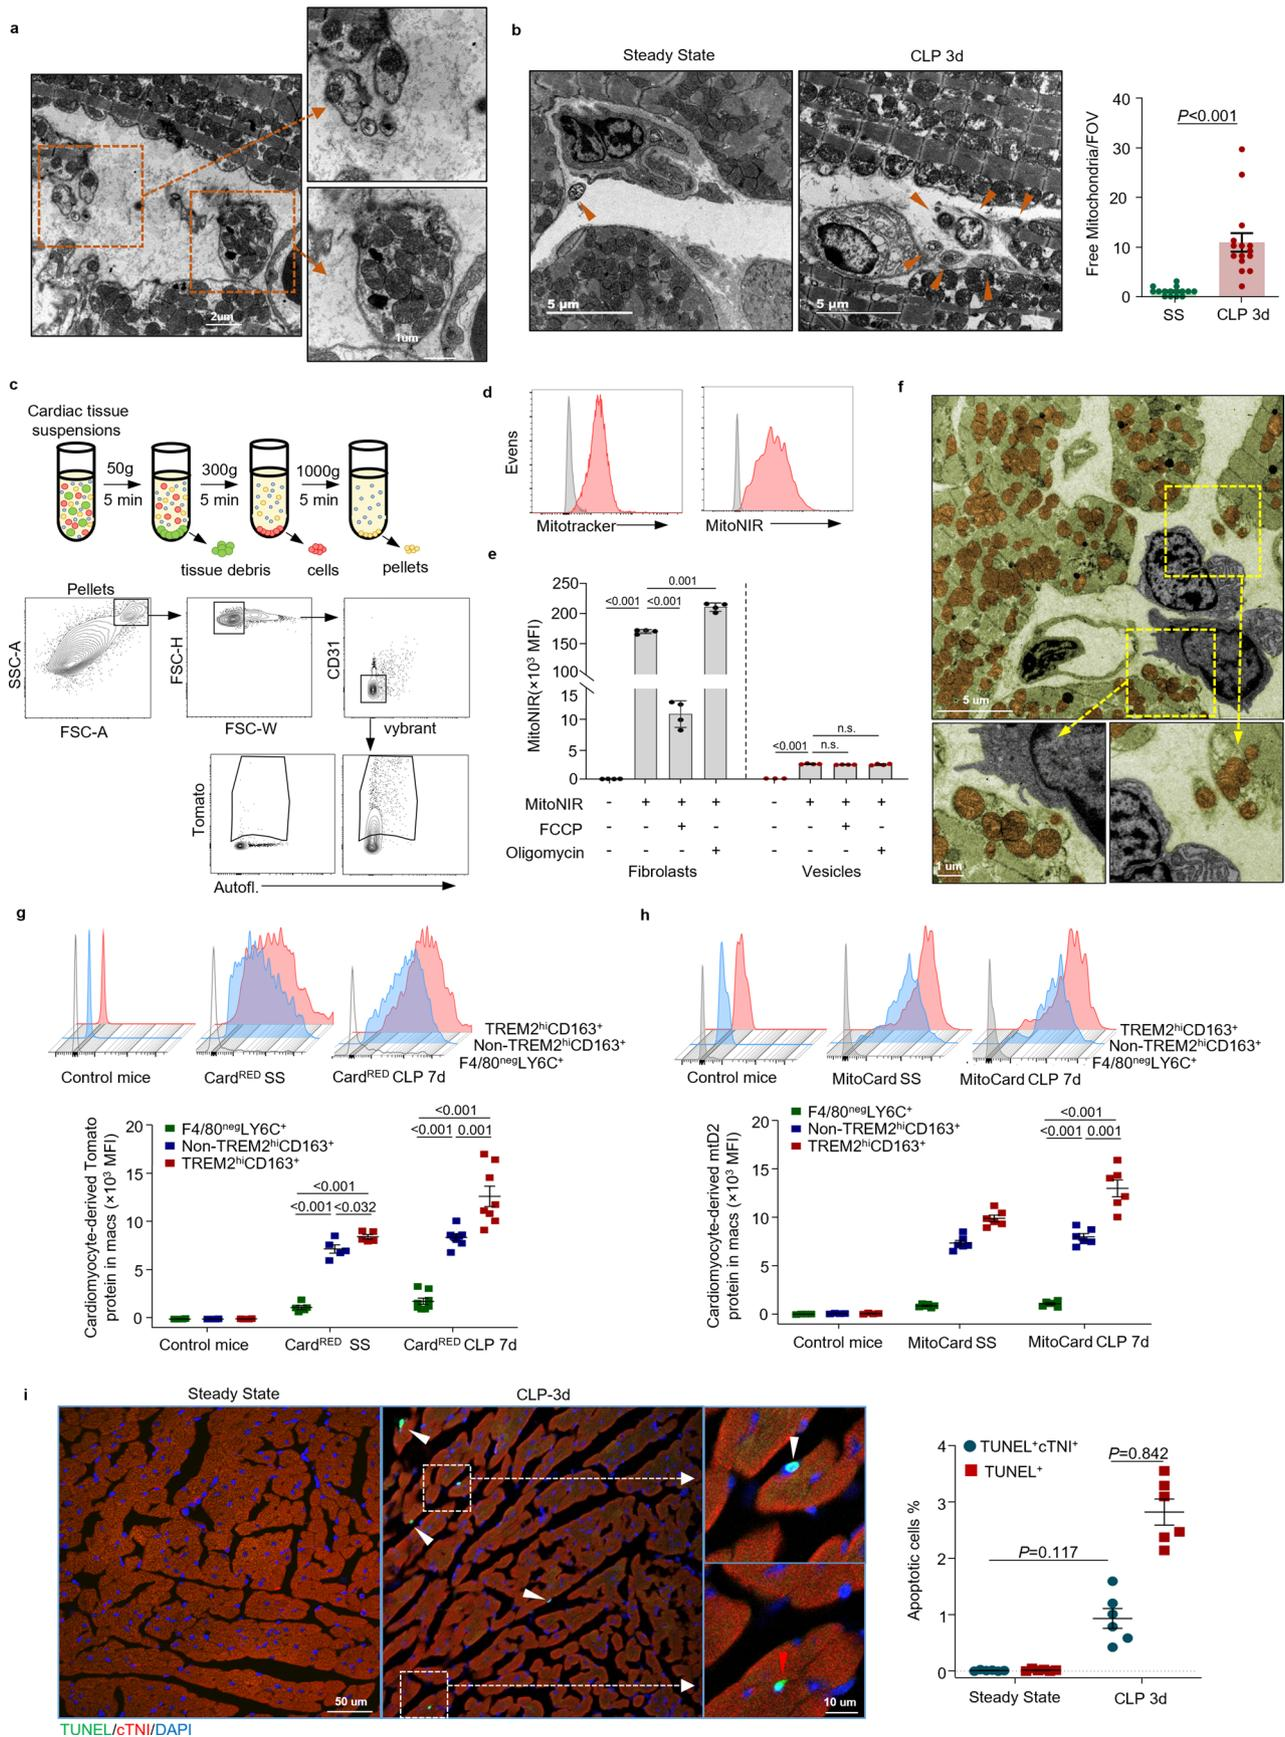 a
2um
1um
b
Steady State
CLP 3d
5 µm
5 µm
Free Mitochondria/FOV
40
30
20
10
0
P<0.001
SS
CLP 3d
c
Cardiac tissue
suspensions
50g
5 min
300g
5 min
1000g
5 min
tissue debris
cells
pellets
Pellets
SSC-A
FSC-A
FSC-H
FSC-W
CD31
vybrant
Tomato
Autofl.
d
Evens
Mitotracker
MitoNIR
e
MitoNIR(×10³ MFI)
250
200
150
100
15
10
5
0
0.001
<0.001 <0.001
n.s.
<0.001 n.s.
MitoNIR - + + + - + + +
FCCP - - + - - - + -
Oligomycin - - - + - - - +
Fibrolasts
Vesicles
f
5 um
1 um
g
TREM2ʰⁱCD163⁺
Non-TREM2ʰⁱCD163⁺
F4/80ⁿᵉᵍLY6C⁺
Control mice
Cardᴿᴱᴰ SS
Cardᴿᴱᴰ CLP 7d
Cardiomyocyte-derived Tomato
protein in macs (×10³ MFI)
20
15
10
5
0
F4/80ⁿᵉᵍLY6C⁺
Non-TREM2ʰⁱCD163⁺
TREM2ʰⁱCD163⁺
<0.001
<0.001 <0.032
<0.001
<0.001 0.001
Control mice
Cardᴿᴱᴰ SS
Cardᴿᴱᴰ CLP 7d
h
TREM2ʰⁱCD163⁺
Non-TREM2ʰⁱCD163⁺
F4/80ⁿᵉᵍLY6C⁺
Control mice
MitoCard SS
MitoCard CLP 7d
Cardiomyocyte-derived mtD2
protein in macs (×10³ MFI)
20
15
10
5
0
F4/80ⁿᵉᵍLY6C⁺
Non-TREM2ʰⁱCD163⁺
TREM2ʰⁱCD163⁺
<0.001
<0.001 0.001
Control mice
MitoCard SS
MitoCard CLP 7d
i
Steady State
CLP-3d
50 um
10 um
TUNEL/cTNI/DAPI
Apoptotic cells %
4
3
2
1
0
TUNEL⁺cTNI⁺
TUNEL⁺
P=0.842
P=0.117
Steady State
CLP 3d